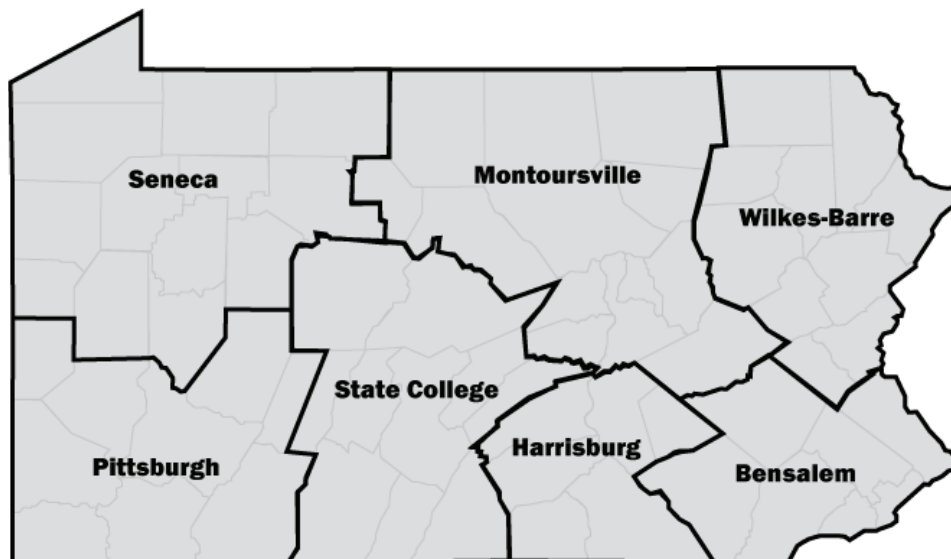 Seneca
Montoursville
Wilkes-Barre
State College
Pittsburgh
Harrisburg
Bensalem